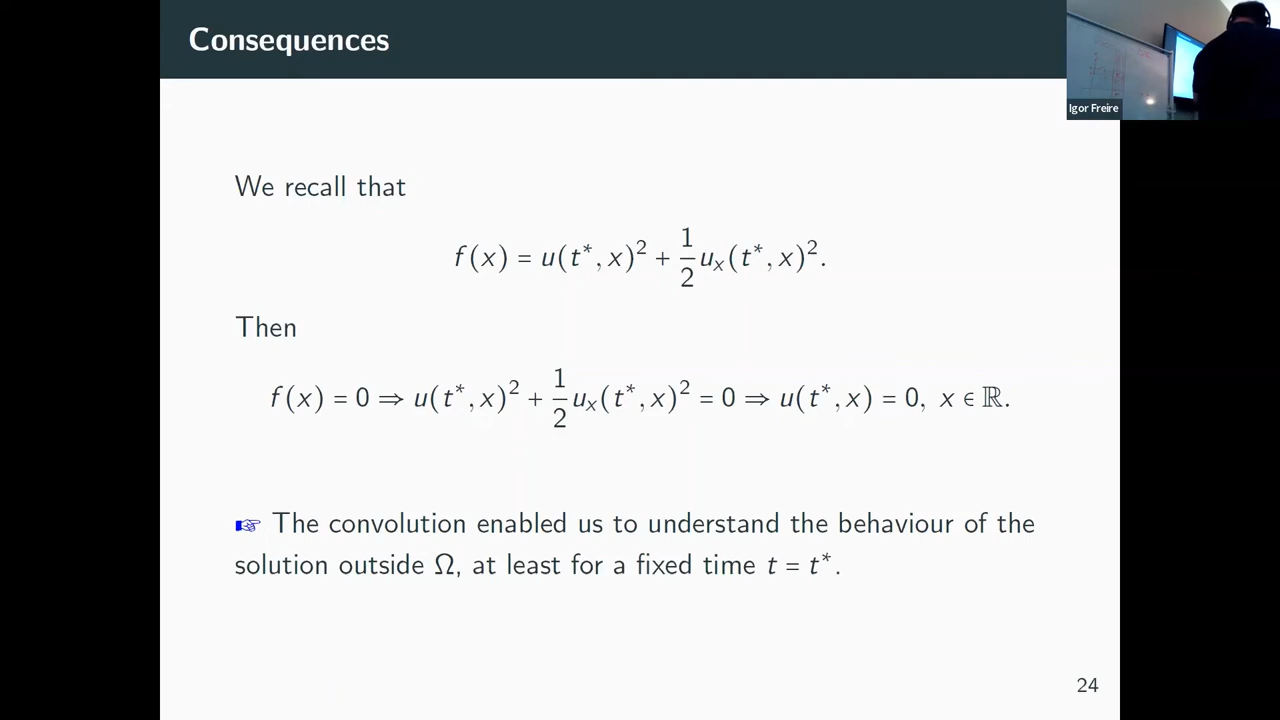 Consequences
Igor Freire
We recall that
f(x) = u(t*, x)² + 1/2 uₓ(t*, x)².
Then
f(x) = 0 ⇒ u(t*, x)² + 1/2 uₓ(t*, x)² = 0 ⇒ u(t*, x) = 0, x ∈ ℝ.
☞ The convolution enabled us to understand the behaviour of the
solution outside Ω, at least for a fixed time t = t*.
24